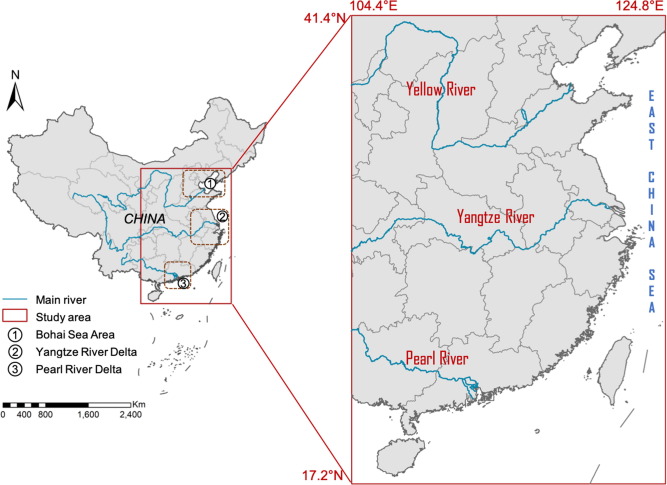 104.4°E
124.8°E
41.4°N
N
Yellow River
EAST CHINA SEA
1
CHINA
2
Yangtze River
3
Main river
Study area
1 Bohai Sea Area
2 Yangtze River Delta
3 Pearl River Delta
Pearl River
Km
0 400 800 1,600 2,400
17.2°N